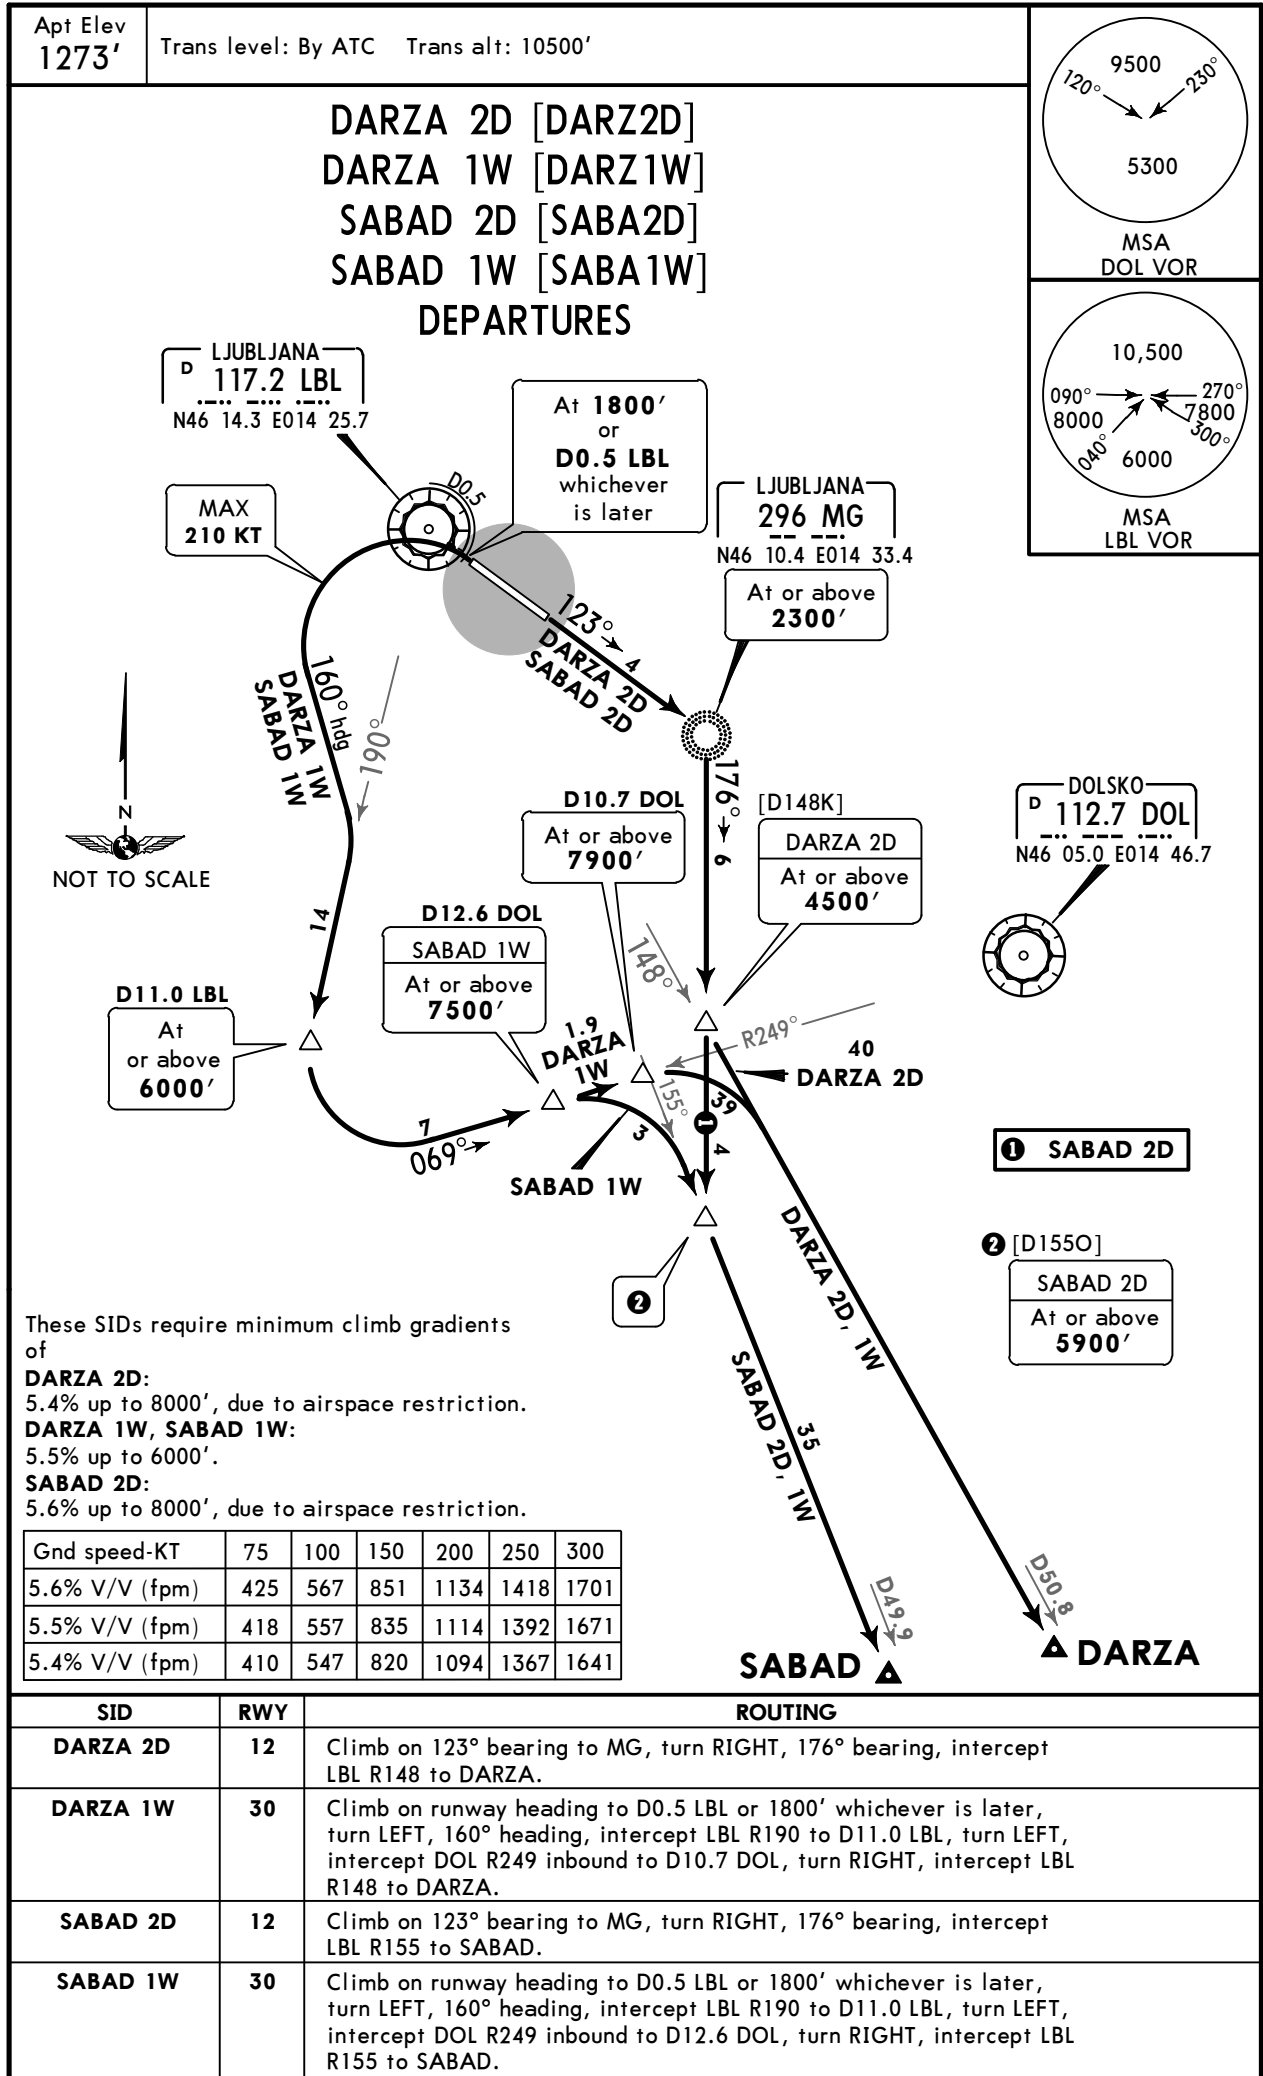 Apt Elev
1273'
Trans level: By ATC Trans alt: 10500'
9500
120°
230°
5300
MSA
DOL VOR
10,500
090°
8000
270°
7800
300°
040°
6000
MSA
LBL VOR
DARZA 2D [DARZ2D]
DARZA 1W [DARZ1W]
SABAD 2D [SABA2D]
SABAD 1W [SABA1W]
DEPARTURES
LJUBLJANA
D 117.2 LBL
N46 14.3 E014 25.7
At 1800'
or
D0.5 LBL
whichever
is later
MAX
210 KT
D0.5
LJUBLJANA
296 MG
N46 10.4 E014 33.4
At or above
2300'
123°
4
DARZA 2D
SABAD 2D
160° hdg
DARZA 1W
SABAD 1W
190°
14
176°
6
N
NOT TO SCALE
DOLSKO
D 112.7 DOL
N46 05.0 E014 46.7
D10.7 DOL
At or above
7900'
[D148K]
DARZA 2D
At or above
4500'
D12.6 DOL
SABAD 1W
At or above
7500'
148°
D11.0 LBL
At
or above
6000'
1.9
DARZA
1W
R249°
40
DARZA 2D
155°
39
7
069°
3
1
4
SABAD 1W
1 SABAD 2D
2
2 [D155O]
SABAD 2D
At or above
5900'
DARZA 2D, 1W
SABAD 2D, 1W
35
These SIDs require minimum climb gradients
of
DARZA 2D:
5.4% up to 8000', due to airspace restriction.
DARZA 1W, SABAD 1W:
5.5% up to 6000'.
SABAD 2D:
5.6% up to 8000', due to airspace restriction.
Gnd speed-KT 75 100 150 200 250 300
5.6% V/V (fpm) 425 567 851 1134 1418 1701
5.5% V/V (fpm) 418 557 835 1114 1392 1671
5.4% V/V (fpm) 410 547 820 1094 1367 1641
D49.9
D50.8
SABAD
DARZA
SID RWY ROUTING
DARZA 2D 12 Climb on 123° bearing to MG, turn RIGHT, 176° bearing, intercept
LBL R148 to DARZA.
DARZA 1W 30 Climb on runway heading to D0.5 LBL or 1800' whichever is later,
turn LEFT, 160° heading, intercept LBL R190 to D11.0 LBL, turn LEFT,
intercept DOL R249 inbound to D10.7 DOL, turn RIGHT, intercept LBL
R148 to DARZA.
SABAD 2D 12 Climb on 123° bearing to MG, turn RIGHT, 176° bearing, intercept
LBL R155 to SABAD.
SABAD 1W 30 Climb on runway heading to D0.5 LBL or 1800' whichever is later,
turn LEFT, 160° heading, intercept LBL R190 to D11.0 LBL, turn LEFT,
intercept DOL R249 inbound to D12.6 DOL, turn RIGHT, intercept LBL
R155 to SABAD.